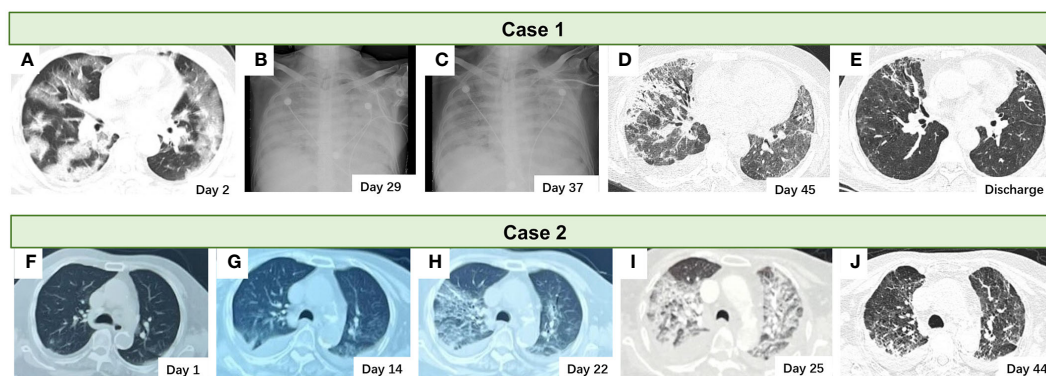 Case 1
A
B
C
D
E
Day 2
Day 29
Day 37
Day 45
Discharge
Case 2
F
G
H
I
J
Day 1
Day 14
Day 22
Day 25
Day 44